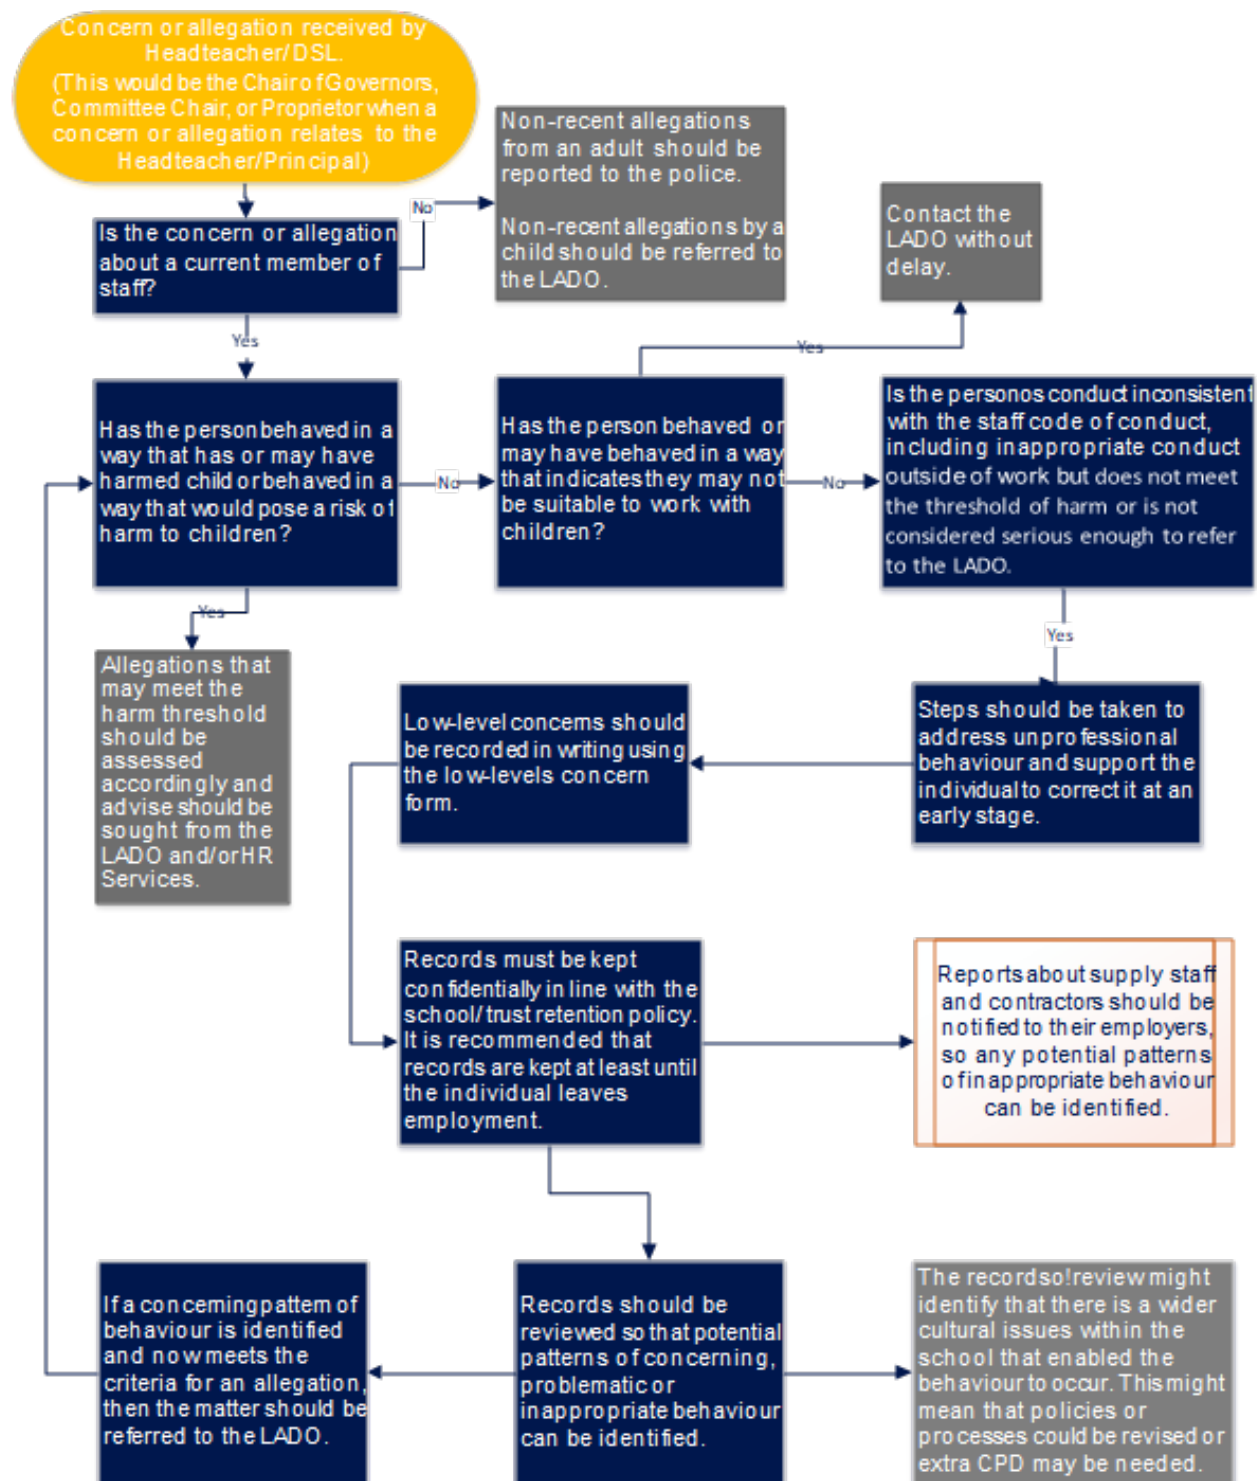 Concern or allegation received by
Headteacher/DSL.
(This would be the Chair of Governors,
Committee Chair, or Proprietor when a
concern or allegation relates to the
Headteacher/Principal)
Is the concern or allegation
about a current member of
staff?
No
Non-recent allegations
from an adult should be
reported to the police.
Non-recent allegations by a
child should be referred to
the LADO.
Contact the
LADO without
delay.
Yes
Yes
Has the person behaved in a
way that has or may have
harmed child or behaved in a
way that would pose a risk of
harm to children?
No
Has the person behaved or
may have behaved in a way
that indicates they may not
be suitable to work with
children?
No
Is the personos conduct inconsistent
with the staff code of conduct,
including inappropriate conduct
outside of work but does not meet
the threshold of harm or is not
considered serious enough to refer
to the LADO.
Yes
Yes
Allegations that
may meet the
harm threshold
should be
assessed
accordingly and
advise should be
sought from the
LADO and/or HR
Services.
Steps should be taken to
address unprofessional
behaviour and support the
individual to correct it at an
early stage.
Low-level concerns should
be recorded in writing using
the low-levels concern
form.
Records must be kept
confidentially in line with the
school/trust retention policy.
It is recommended that
records are kept at least until
the individual leaves
employment.
Reports about supply staff
and contractors should be
notified to their employers,
so any potential patterns
of inappropriate behaviour
can be identified.
If a concerning pattern of
behaviour is identified
and now meets the
criteria for an allegation,
then the matter should be
referred to the LADO.
Records should be
reviewed so that potential
patterns of concerning,
problematic or
inappropriate behaviour
can be identified.
The records o!review might
identify that there is a wider
cultural issues within the
school that enabled the
behaviour to occur. This might
mean that policies or
processes could be revised or
extra CPD may be needed.